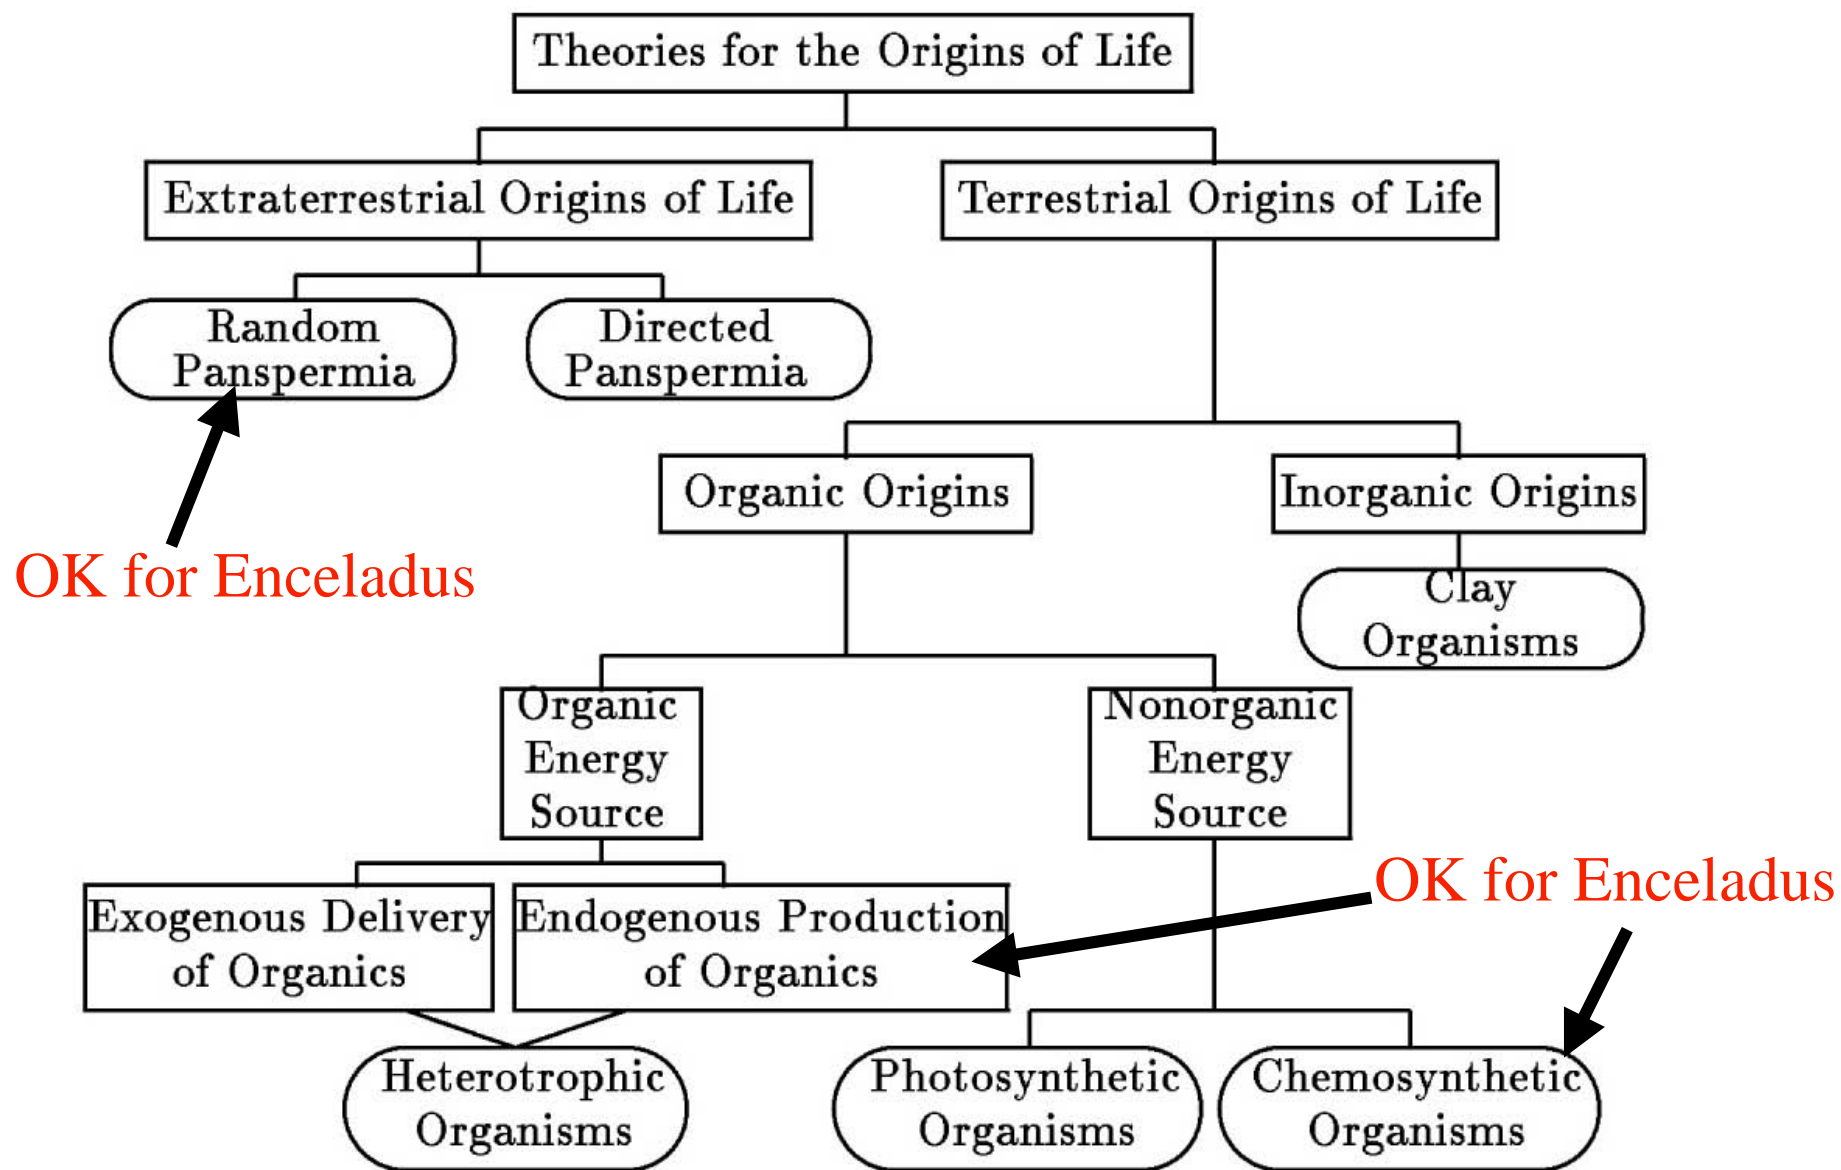 Theories for the Origins of Life
Extraterrestrial Origins of Life
Terrestrial Origins of Life
Random
Panspermia
Directed
Panspermia
Organic Origins
Inorganic Origins
OK for Enceladus
Clay
Organisms
Organic
Energy
Source
Nonorganic
Energy
Source
OK for Enceladus
Exogenous Delivery
of Organics
Endogenous Production
of Organics
Heterotrophic
Organisms
Photosynthetic
Organisms
Chemosynthetic
Organisms